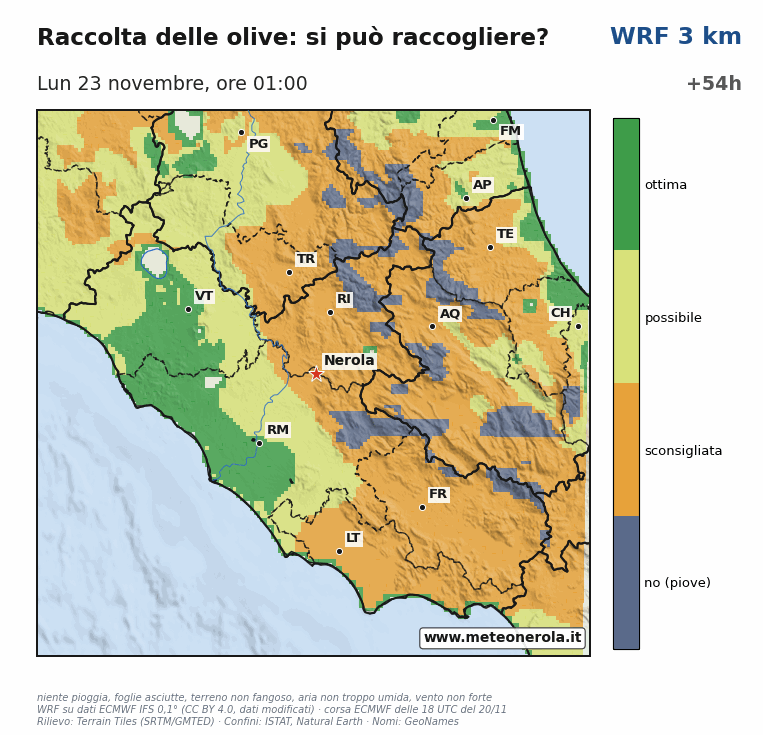 Raccolta delle olive: si può raccogliere?
WRF 3 km
Lun 23 novembre, ore 01:00
+54h
FM
PG
AP
TE
TR
VT
RI
AQ
CH
Nerola
RM
FR
LT
www.meteonerola.it
ottima
possibile
sconsigliata
no (piove)
niente pioggia, foglie asciutte, terreno non fangoso, aria non troppo umida, vento non forte
WRF su dati ECMWF IFS 0,1° (CC BY 4.0, dati modificati) · corsa ECMWF delle 18 UTC del 20/11
Rilievo: Terrain Tiles (SRTM/GMTED) · Confini: ISTAT, Natural Earth · Nomi: GeoNames